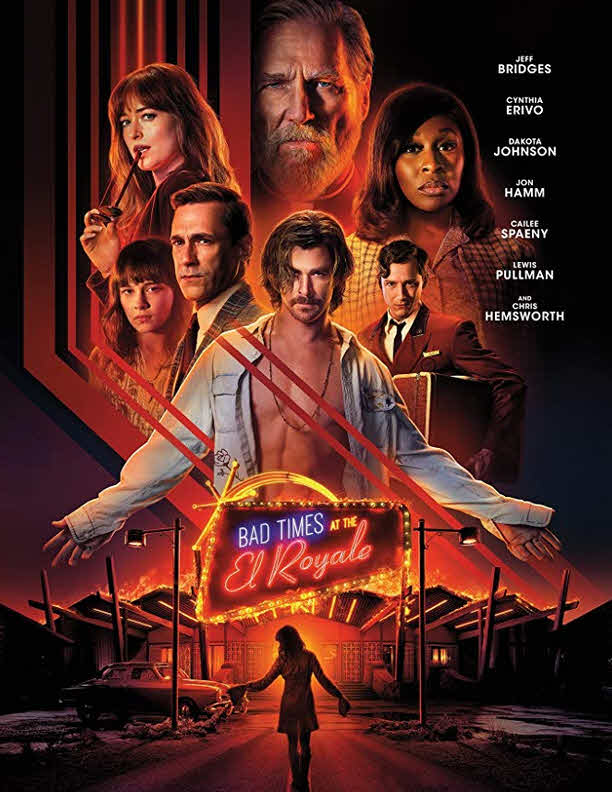 JEFF
BRIDGES
CYNTHIA
ERIVO
DAKOTA
JOHNSON
JON
HAMM
CAILEE
SPAENY
LEWIS
PULLMAN
AND
CHRIS
HEMSWORTH
BAD TIMES AT THE
El Royale